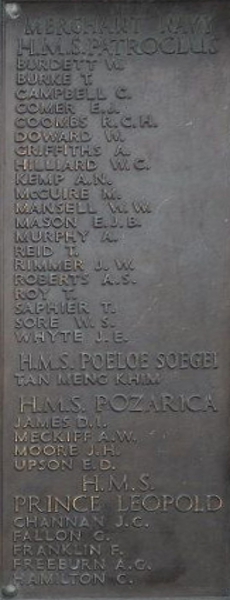 MERCHANT NAVY
H.M.S. PATROCLUS
BURDETT W.
BURKE T.
CAMPBELL C.
COMER E.J.
COOMBS R.C.H.
DOWARD W.
GRIFFITHS A.
HILLIARD W.G.
KEMP A.N.
McGUIRE M.
MANSELL W.W.
MASON E.J.B.
MURPHY A.
REID T.
RIMMER J.W.
ROBERTS A.S.
ROY T.
SAPHIER T.
SORE W.S.
WHYTE J.E.
H.M.S. POELOE SOEGEI
TAN MENG KHIM
H.M.S. POZARICA
JAMES D.I.
MECKIFF A.W.
MOORE J.H.
UPSON E.D.
H.M.S.
PRINCE LEOPOLD
CHANNAN J.C.
FALLON C.
FRANKLIN F.
FREEBURN A.G.
HAMILTON C.